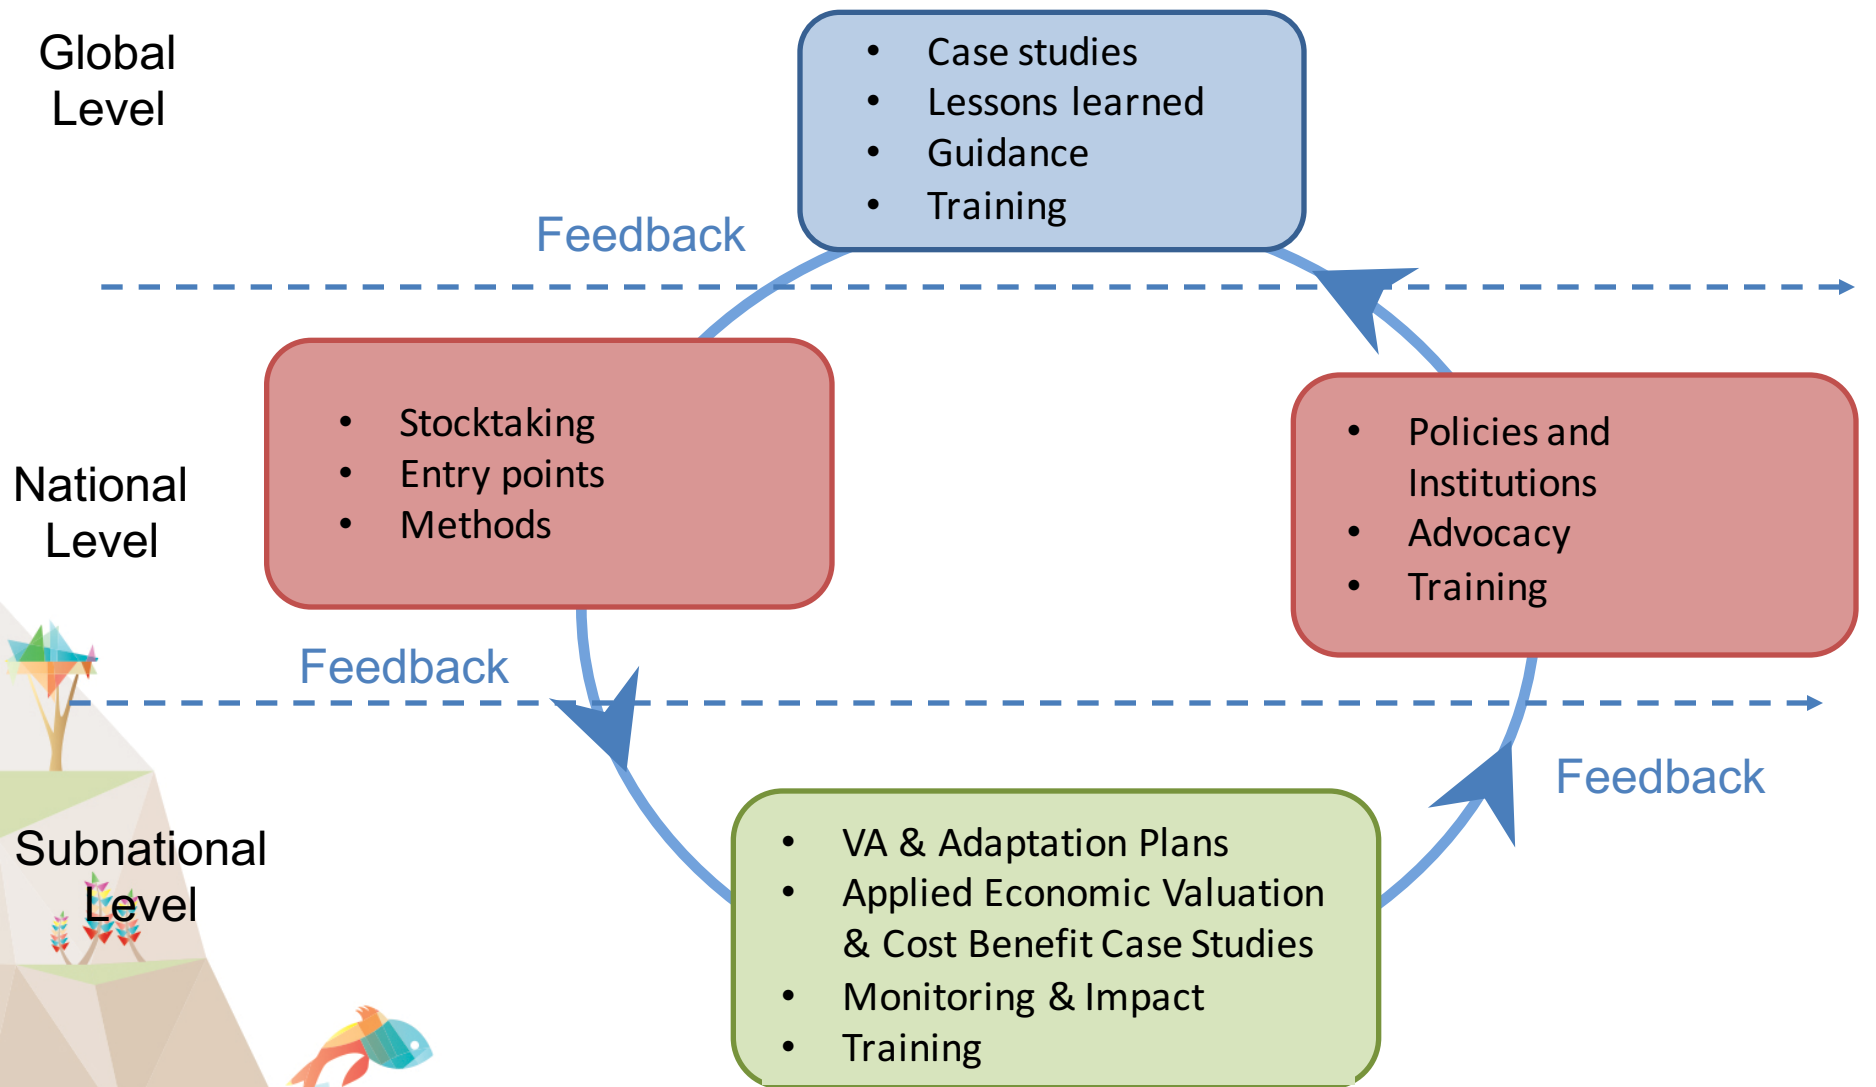 Global
Level
• Case studies
• Lessons learned
• Guidance
• Training
Feedback
National
Level
• Stocktaking
• Entry points
• Methods
• Policies and
Institutions
• Advocacy
• Training
Feedback
Feedback
Subnational
Level
• VA & Adaptation Plans
• Applied Economic Valuation
& Cost Benefit Case Studies
• Monitoring & Impact
• Training